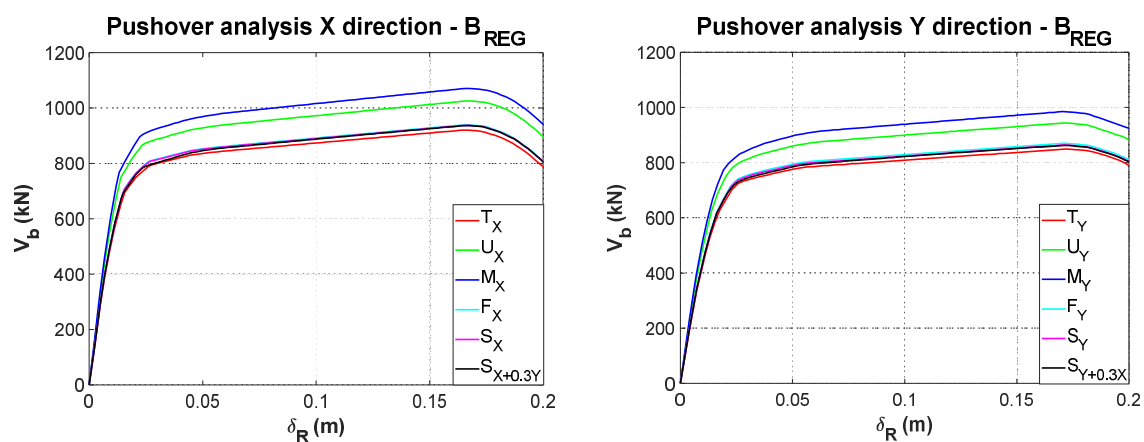 Pushover analysis X direction - B_REG
1200
1000
800
600
400
200
0
V_b (kN)
T_X
U_X
M_X
F_X
S_X
S_X+0.3Y
0 0.05 0.1 0.15 0.2
δ_R (m)
Pushover analysis Y direction - B_REG
1200
1000
800
600
400
200
0
V_b (kN)
T_Y
U_Y
M_Y
F_Y
S_Y
S_Y+0.3X
0 0.05 0.1 0.15 0.2
δ_R (m)